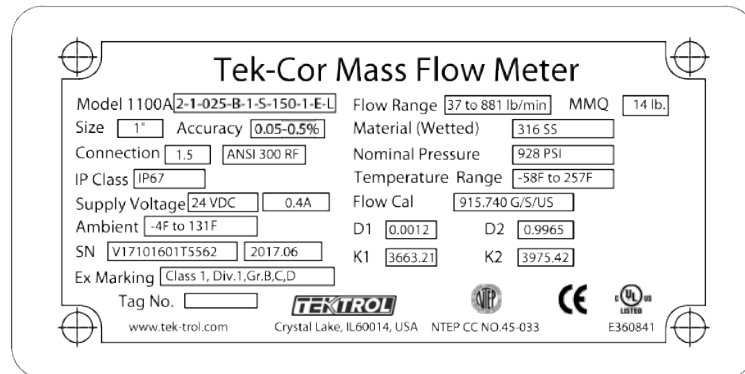 Tek-Cor Mass Flow Meter
Model 1100A 2-1-025-B-1-S-150-1-E-L Flow Range 37 to 881 lb/min MMQ 14 lb.
Size 1" Accuracy 0.05-0.5% Material (Wetted) 316 SS
Connection 1.5 ANSI 300 RF Nominal Pressure 928 PSI
IP Class IP67 Temperature Range -58F to 257F
Supply Voltage 24 VDC 0.4A Flow Cal 915.740 G/S/US
Ambient -4F to 131F D1 0.0012 D2 0.9965
SN V17101601T5562 2017.06 K1 3663.21 K2 3975.42
Ex Marking Class 1, Div.1,Gr.B,C,D
Tag No. TEKTROL NTEP CE C UL US LISTED
www.tek-trol.com Crystal Lake, IL60014, USA NTEP CC NO.45-033 E360841